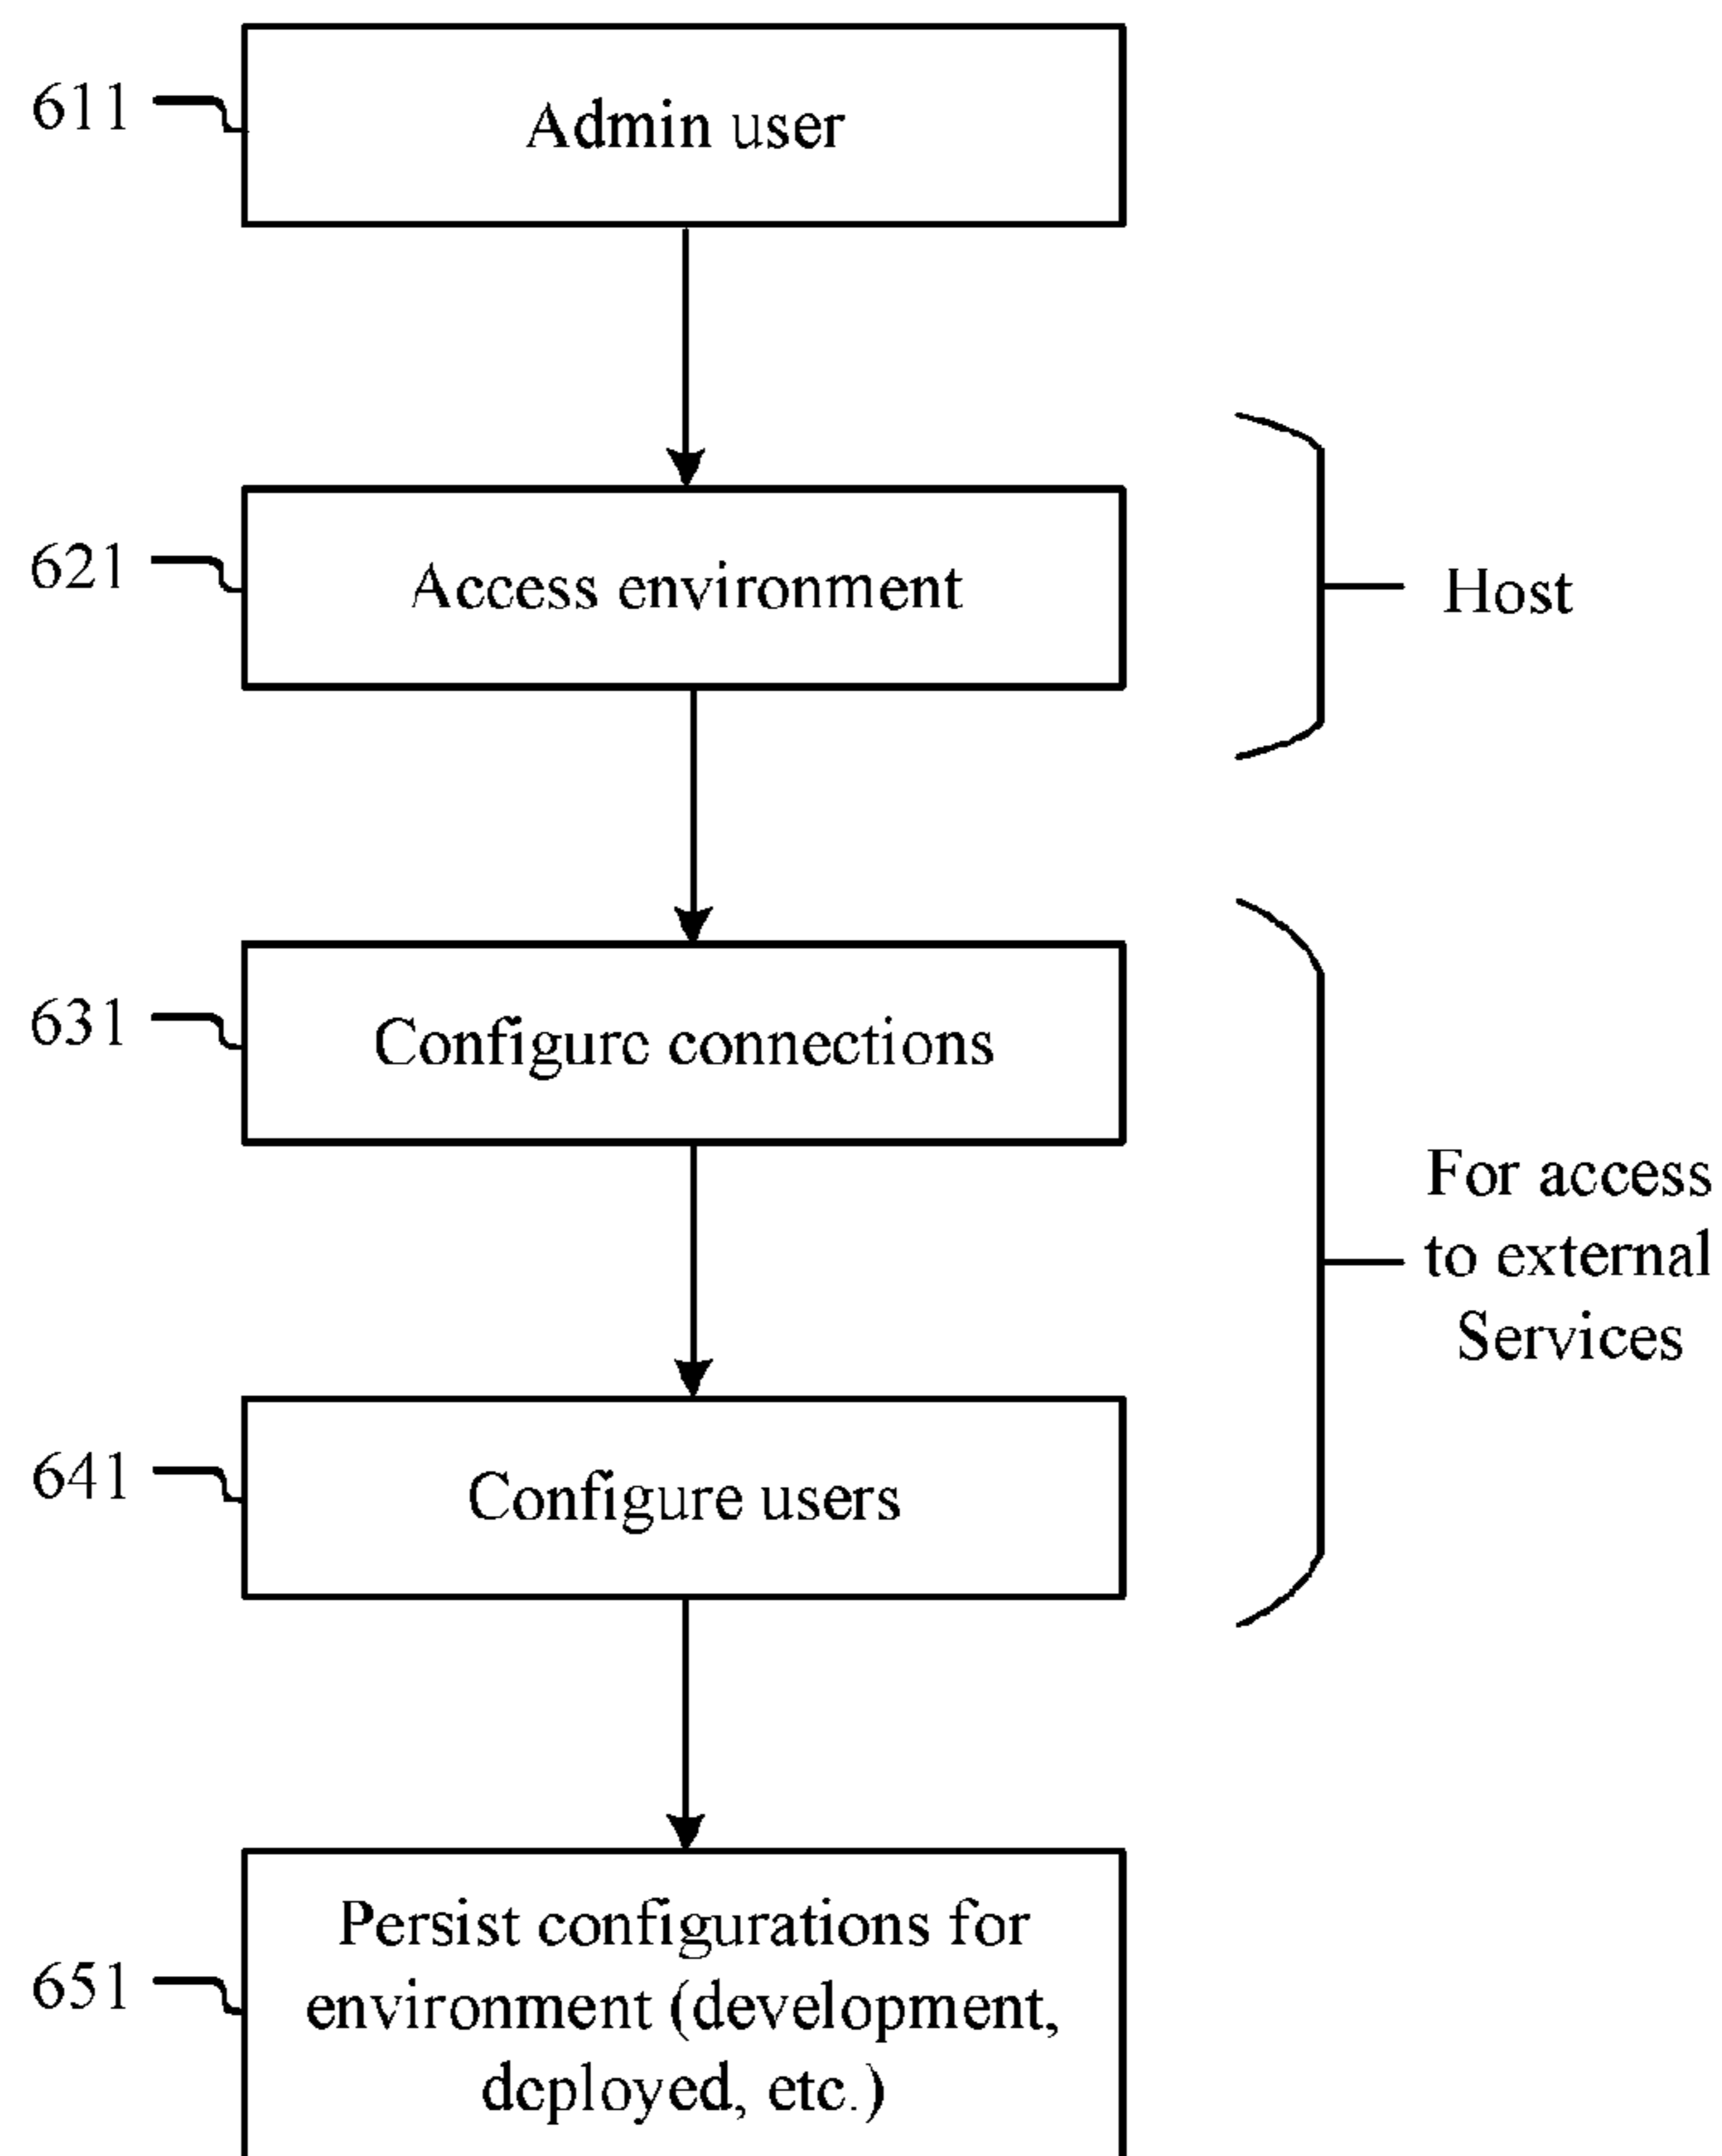 611
Admin user
621
Access environment
Host
631
Configure connections
For access
to external
Services
641
Configure users
651
Persist configurations for
environment (development,
deployed, etc.)